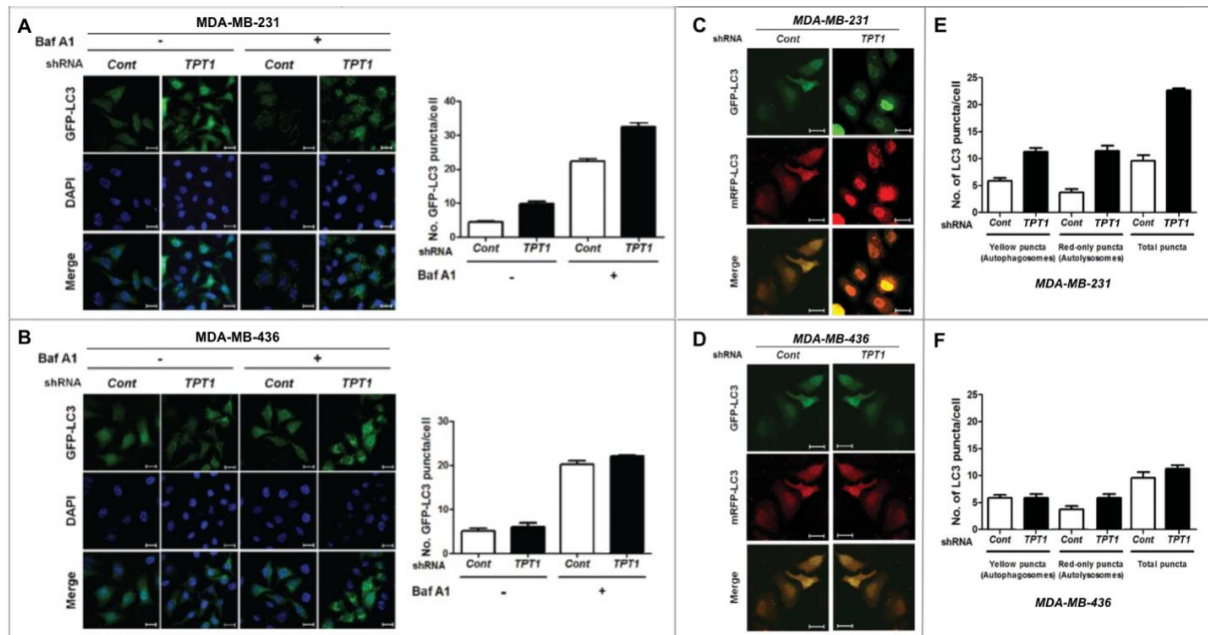 A
MDA-MB-231
Baf A1 - +
shRNA Cont TPT1 Cont TPT1
GFP-LC3
DAPI
Merge
No. GFP-LC3 puncta/cell
40
30
20
10
0
shRNA Cont TPT1 Cont TPT1
Baf A1 - +
B
MDA-MB-436
Baf A1 - +
shRNA Cont TPT1 Cont TPT1
GFP-LC3
DAPI
Merge
No. GFP-LC3 puncta/cell
30
20
10
0
shRNA Cont TPT1 Cont TPT1
Baf A1 - +
C
MDA-MB-231
shRNA Cont TPT1
GFP-LC3
mRFP-LC3
Merge
D
MDA-MB-436
shRNA Cont TPT1
GFP-LC3
mRFP-LC3
Merge
E
No. of LC3 puncta/cell
25
20
15
10
5
0
shRNA Cont TPT1 Cont TPT1 Cont TPT1
Yellow puncta Red-only puncta Total puncta
(Autophagosomes) (Autolysosomes)
MDA-MB-231
F
No. of LC3 puncta/cell
25
20
15
10
5
0
shRNA Cont TPT1 Cont TPT1 Cont TPT1
Yellow puncta Red-only puncta Total puncta
(Autophagosomes) (Autolysosomes)
MDA-MB-436